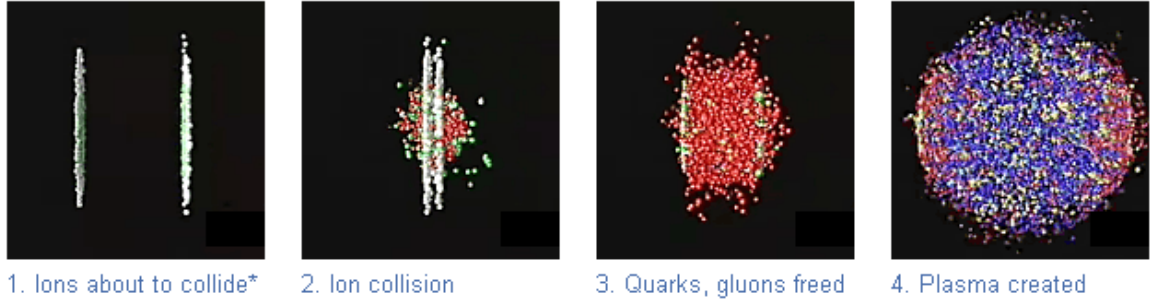 1. Ions about to collide*
2. Ion collision
3. Quarks, gluons freed
4. Plasma created